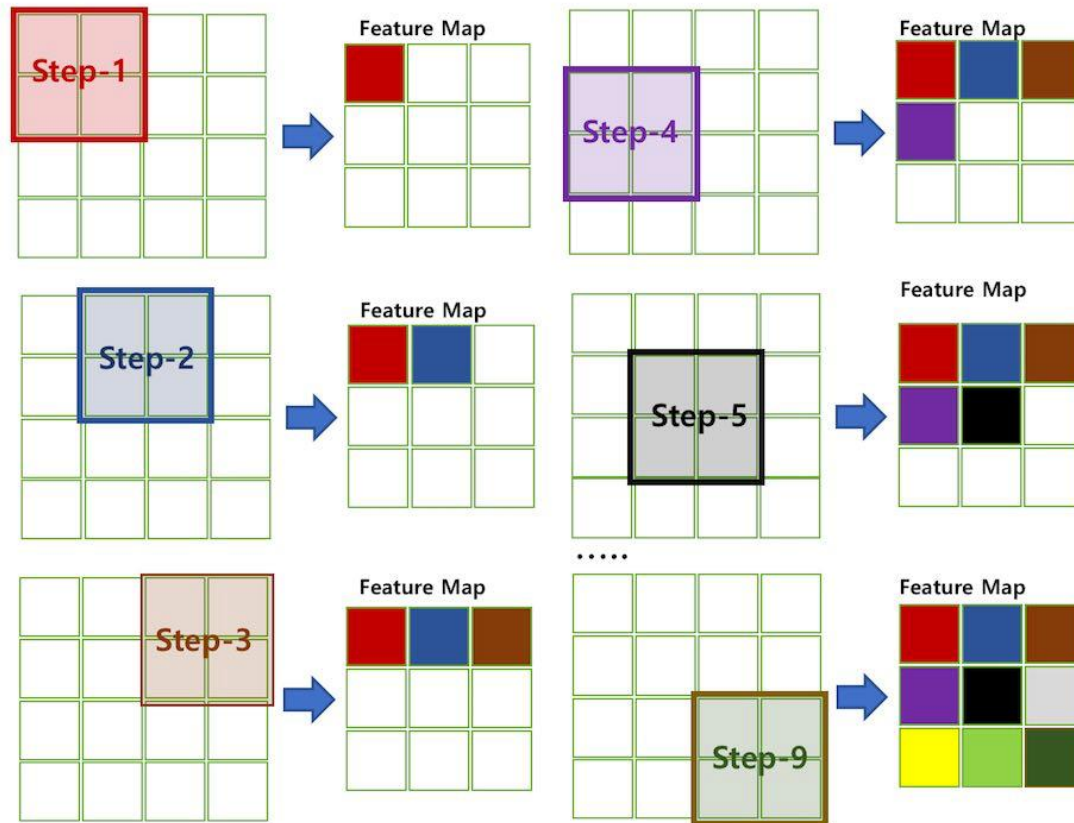 Feature Map
Step-1
Feature Map
Step-4
Feature Map
Step-2
Feature Map
Step-5
.....
Feature Map
Step-3
Feature Map
Step-9